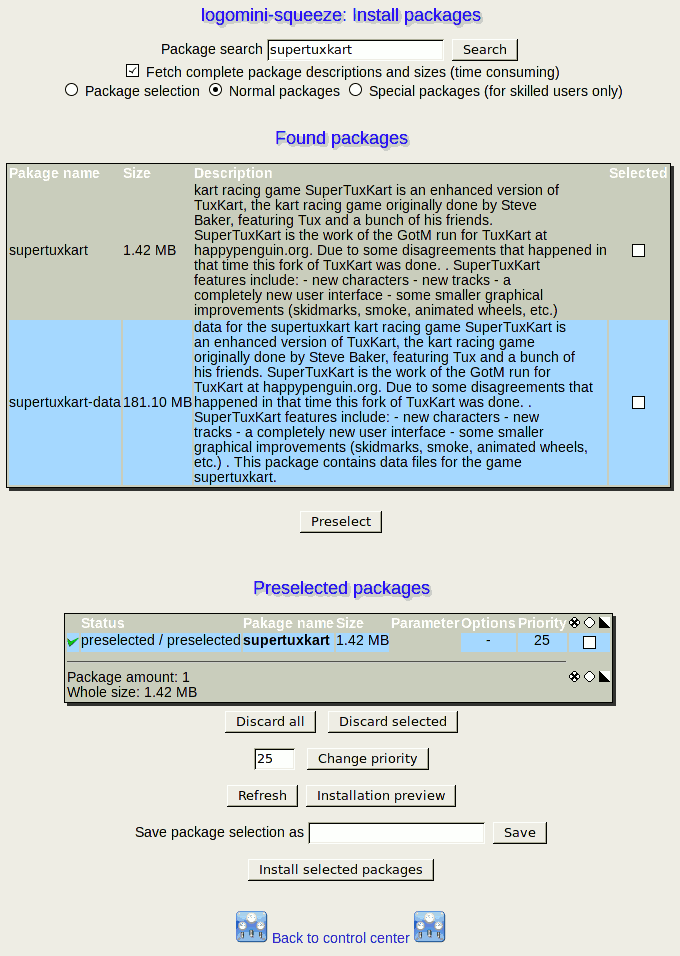 logomini-squeeze: Install packages
Package search supertuxkart Search
Fetch complete package descriptions and sizes (time consuming)
Package selection Normal packages Special packages (for skilled users only)
Found packages
Pakage name Size Description Selected
kart racing game SuperTuxKart is an enhanced version of
TuxKart, the kart racing game originally done by Steve
Baker, featuring Tux and a bunch of his friends.
SuperTuxKart is the work of the GotM run for TuxKart at
supertuxkart 1.42 MB happypenguin.org. Due to some disagreements that happened in
that time this fork of TuxKart was done. . SuperTuxKart
features include: - new characters - new tracks - a
completely new user interface - some smaller graphical
improvements (skidmarks, smoke, animated wheels, etc.)
data for the supertuxkart kart racing game SuperTuxKart is
an enhanced version of TuxKart, the kart racing game
originally done by Steve Baker, featuring Tux and a bunch of
his friends. SuperTuxKart is the work of the GotM run for
TuxKart at happypenguin.org. Due to some disagreements that
supertuxkart-data 181.10 MB happened in that time this fork of TuxKart was done. .
SuperTuxKart features include: - new characters - new
tracks - a completely new user interface - some smaller
graphical improvements (skidmarks, smoke, animated wheels,
etc.) . This package contains data files for the game
supertuxkart.
Preselect
Preselected packages
Status Pakage name Size Parameter Options Priority
preselected / preselected supertuxkart 1.42 MB - 25
Package amount: 1
Whole size: 1.42 MB
Discard all Discard selected
25 Change priority
Refresh Installation preview
Save package selection as Save
Install selected packages
Back to control center